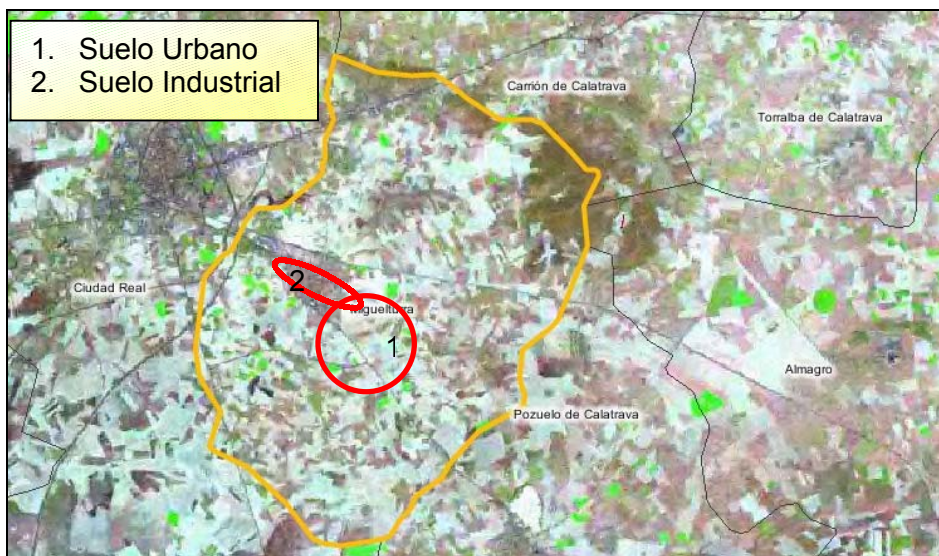 1. Suelo Urbano
2. Suelo Industrial
Carrión de Calatrava
Torralba de Calatrava
2
Ciudad Real
Miguelturra
1
Almagro
Pozuelo de Calatrava